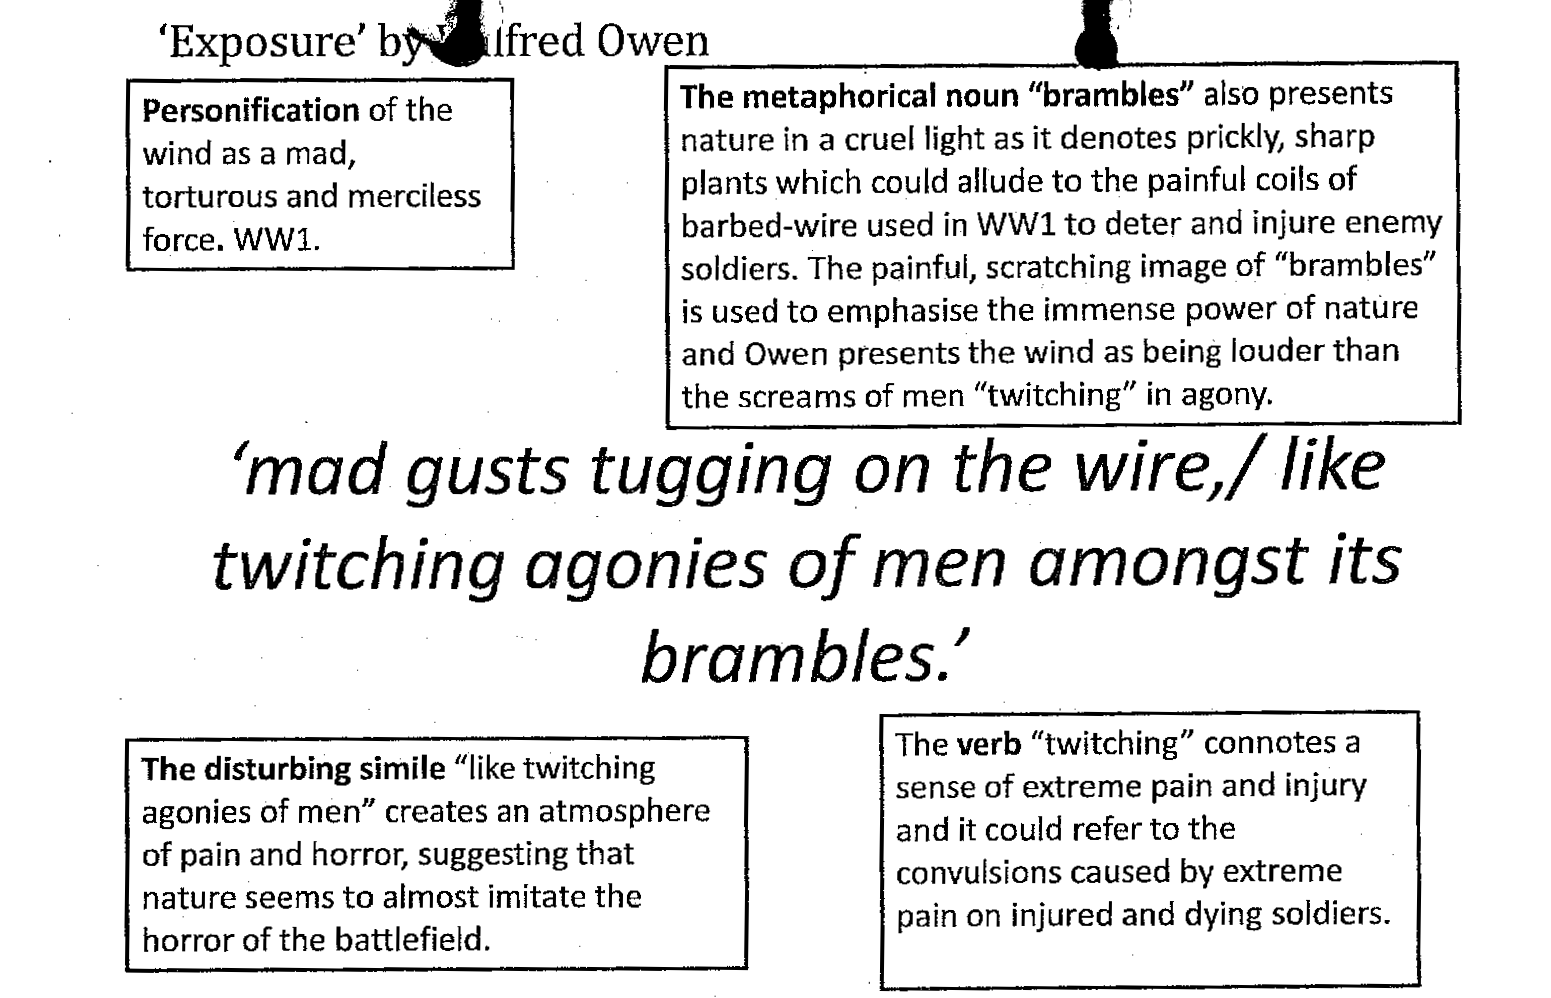 ‘Exposure’ by Wilfred Owen
Personification of the
wind as a mad,
torturous and merciless
force. WW1.
The metaphorical noun “brambles” also presents
nature in a cruel light as it denotes prickly, sharp
plants which could allude to the painful coils of
barbed-wire used in WW1 to deter and injure enemy
soldiers. The painful, scratching image of “brambles”
is used to emphasise the immense power of nature
and Owen presents the wind as being louder than
the screams of men “twitching” in agony.
‘mad gusts tugging on the wire,/ like
twitching agonies of men amongst its
brambles.’
The disturbing simile “like twitching
agonies of men” creates an atmosphere
of pain and horror, suggesting that
nature seems to almost imitate the
horror of the battlefield.
The verb “twitching” connotes a
sense of extreme pain and injury
and it could refer to the
convulsions caused by extreme
pain on injured and dying soldiers.